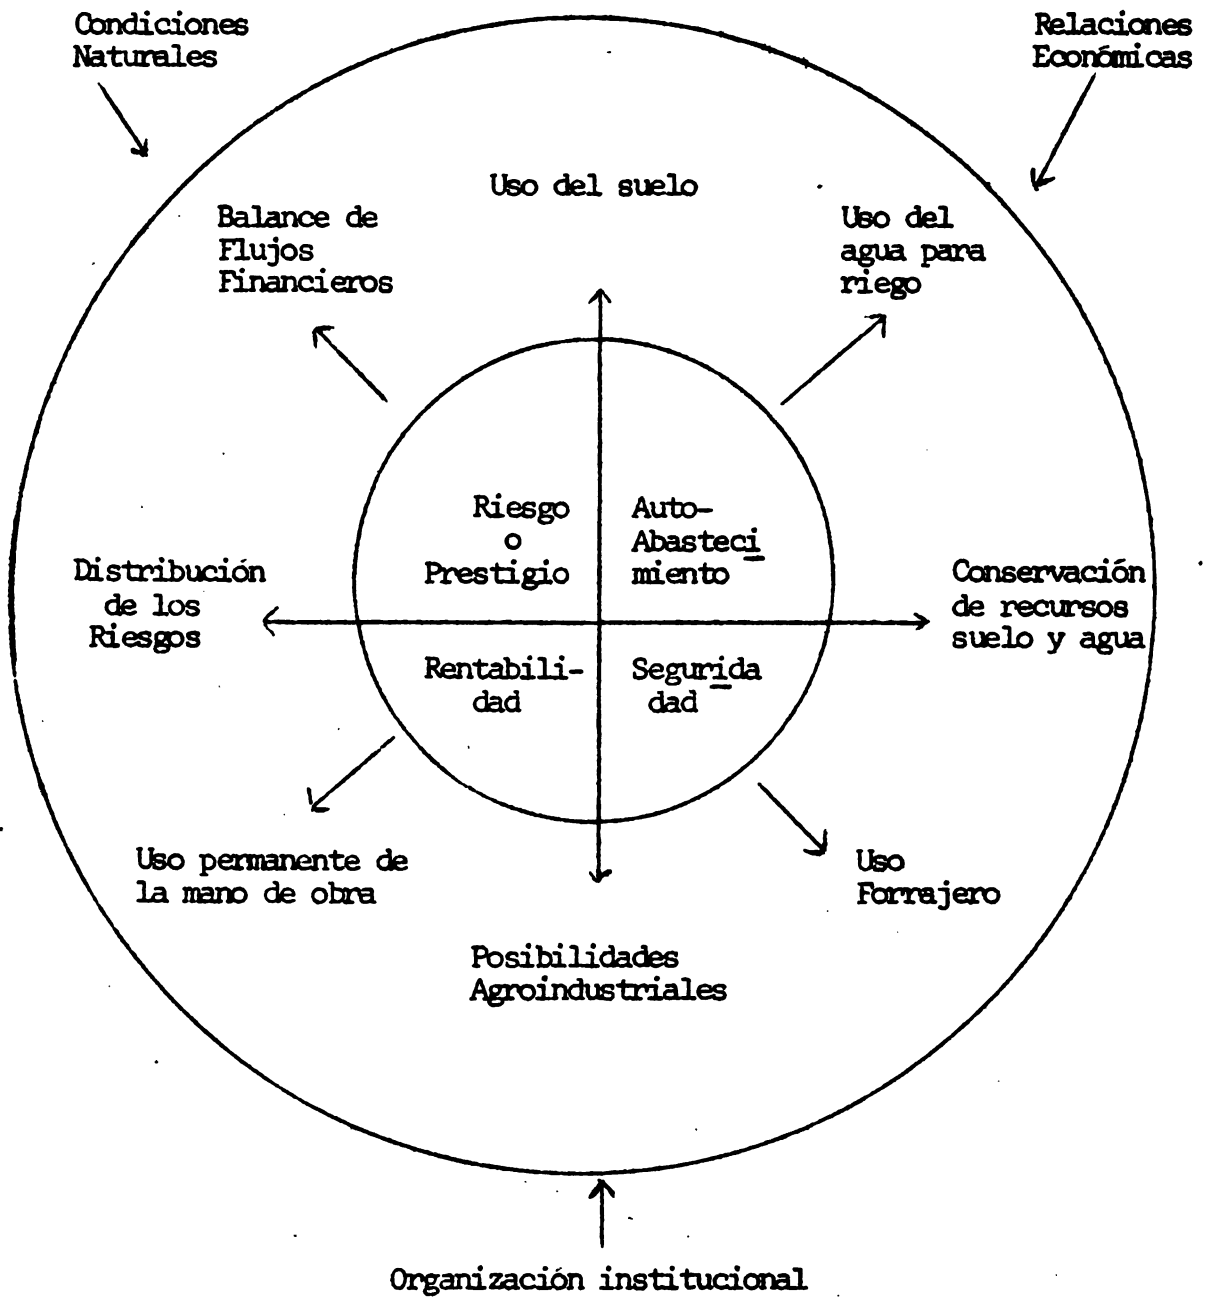 Condiciones
Naturales
Relaciones
Económicas
Uso del suelo
Balance de
Flujos
Financieros
Uso del
agua para
riego
Riesgo
o
Prestigio
Auto-
Abasteci
miento
Distribución
de los
Riesgos
Conservación
de recursos
suelo y agua
Rentabili-
dad
Segurida
dad
Uso permanente de
la mano de obra
Uso
Forrajero
Posibilidades
Agroindustriales
Organización institucional